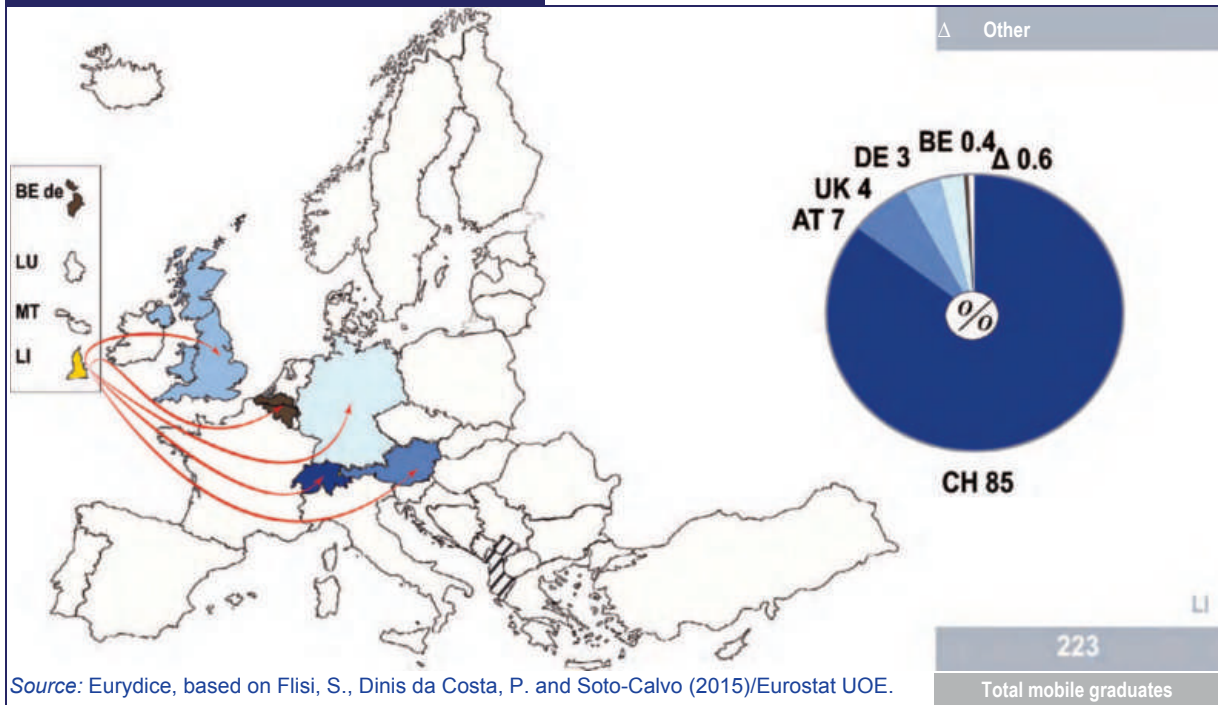 Δ Other
BE 0.4
DE 3
Δ 0.6
UK 4
AT 7
%
CH 85
BE de
LU
MT
LI
LI
223
Total mobile graduates
Source: Eurydice, based on Flisi, S., Dinis da Costa, P. and Soto-Calvo (2015)/Eurostat UOE.